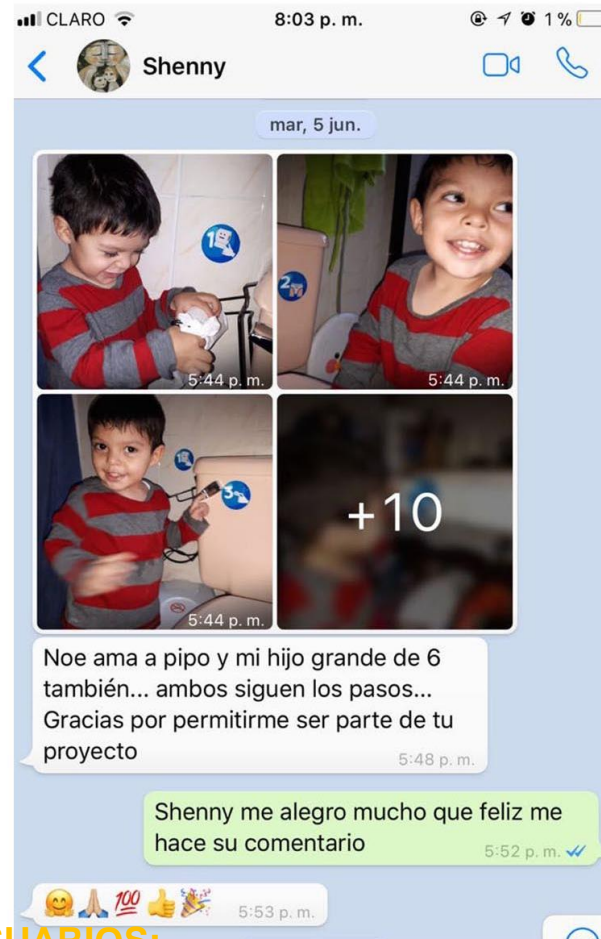 CLARO 8:03 p. m. 1 %
Shenny
mar, 5 jun.
1
5:44 p. m.
2
5:44 p. m.
1
3
5:44 p. m.
+10
Noe ama a pipo y mi hijo grande de 6
también... ambos siguen los pasos...
Gracias por permitirme ser parte de tu
proyecto
5:48 p. m.
Shenny me alegro mucho que feliz me
hace su comentario
5:52 p. m.
🤗🙏🏼💯👍🎉 5:53 p. m.